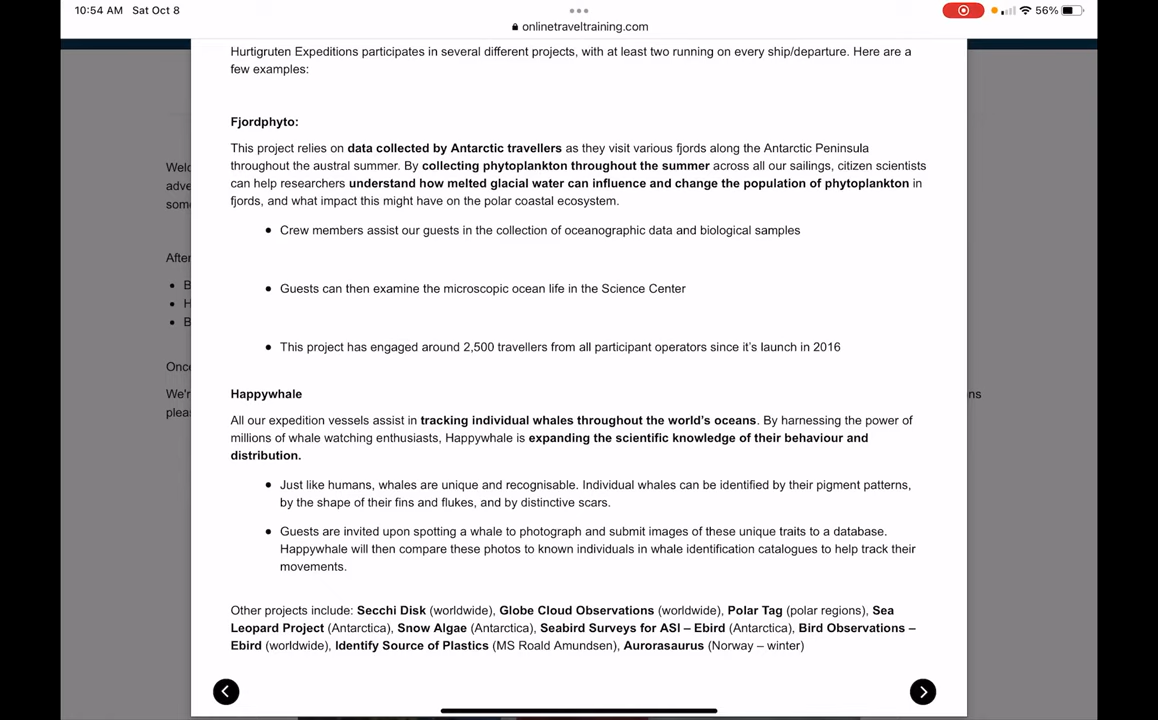 10:54 AM Sat Oct 8
56%
onlinetraveltraining.com
Hurtigruten Expeditions participates in several different projects, with at least two running on every ship/departure. Here are a
few examples:
Fjordphyto:
This project relies on data collected by Antarctic travellers as they visit various fjords along the Antarctic Peninsula
throughout the austral summer. By collecting phytoplankton throughout the summer across all our sailings, citizen scientists
can help researchers understand how melted glacial water can influence and change the population of phytoplankton in
fjords, and what impact this might have on the polar coastal ecosystem.
• Crew members assist our guests in the collection of oceanographic data and biological samples
• Guests can then examine the microscopic ocean life in the Science Center
• This project has engaged around 2,500 travellers from all participant operators since it's launch in 2016
Happywhale
All our expedition vessels assist in tracking individual whales throughout the world's oceans. By harnessing the power of
millions of whale watching enthusiasts, Happywhale is expanding the scientific knowledge of their behaviour and
distribution.
• Just like humans, whales are unique and recognisable. Individual whales can be identified by their pigment patterns,
by the shape of their fins and flukes, and by distinctive scars.
• Guests are invited upon spotting a whale to photograph and submit images of these unique traits to a database.
Happywhale will then compare these photos to known individuals in whale identification catalogues to help track their
movements.
Other projects include: Secchi Disk (worldwide), Globe Cloud Observations (worldwide), Polar Tag (polar regions), Sea
Leopard Project (Antarctica), Snow Algae (Antarctica), Seabird Surveys for ASI – Ebird (Antarctica), Bird Observations –
Ebird (worldwide), Identify Source of Plastics (MS Roald Amundsen), Aurorasaurus (Norway – winter)